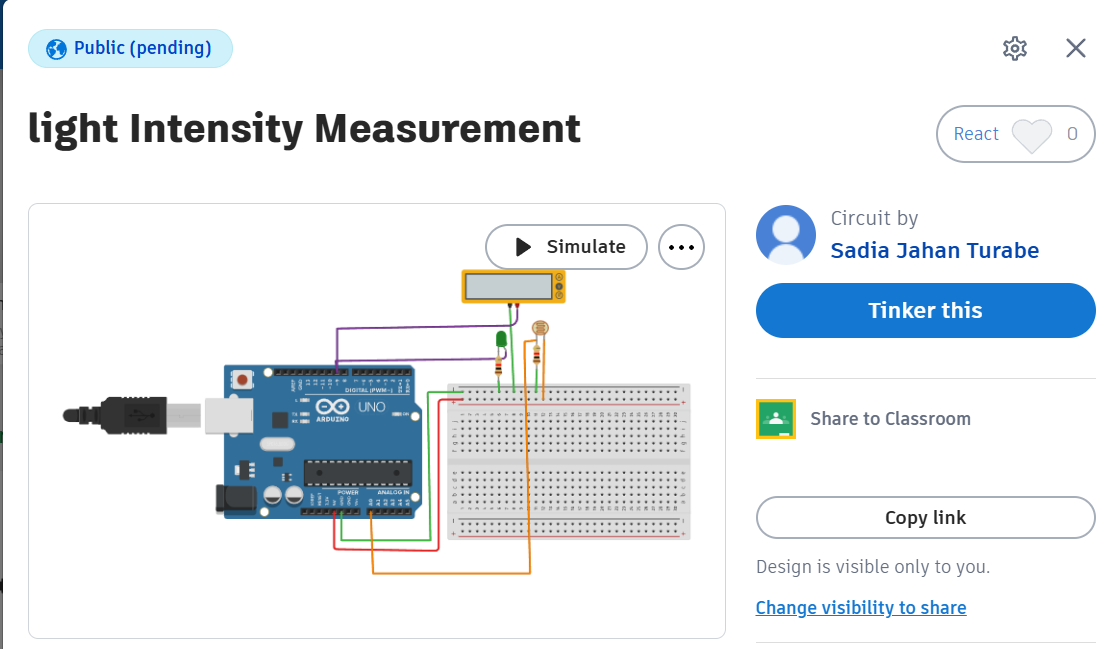 Public (pending)
light Intensity Measurement
React 0
Simulate
Circuit by
Sadia Jahan Turabe
Tinker this
DIGITAL (PWM~)
UNO
ARDUINO
POWER
ANALOG IN
Share to Classroom
Copy link
Design is visible only to you.
Change visibility to share